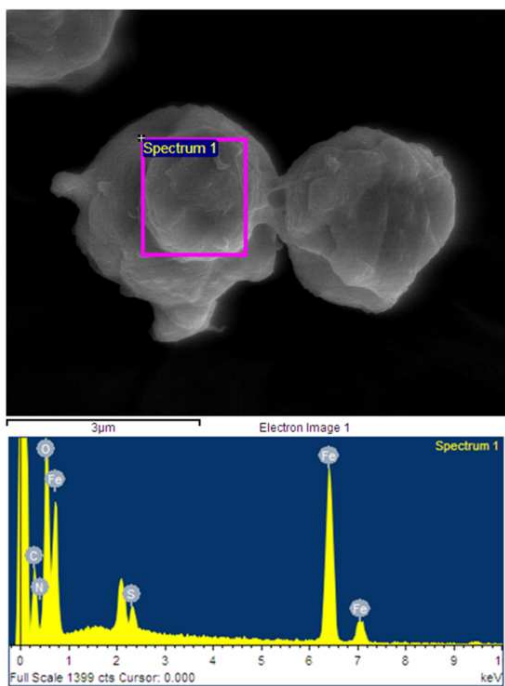 Spectrum 1
3μm Electron Image 1
Spectrum 1
O
Fe
Fe
C
N
S
Fe
0 1 2 3 4 5 6 7 8 9 1
Full Scale 1399 cts Cursor: 0.000 keV